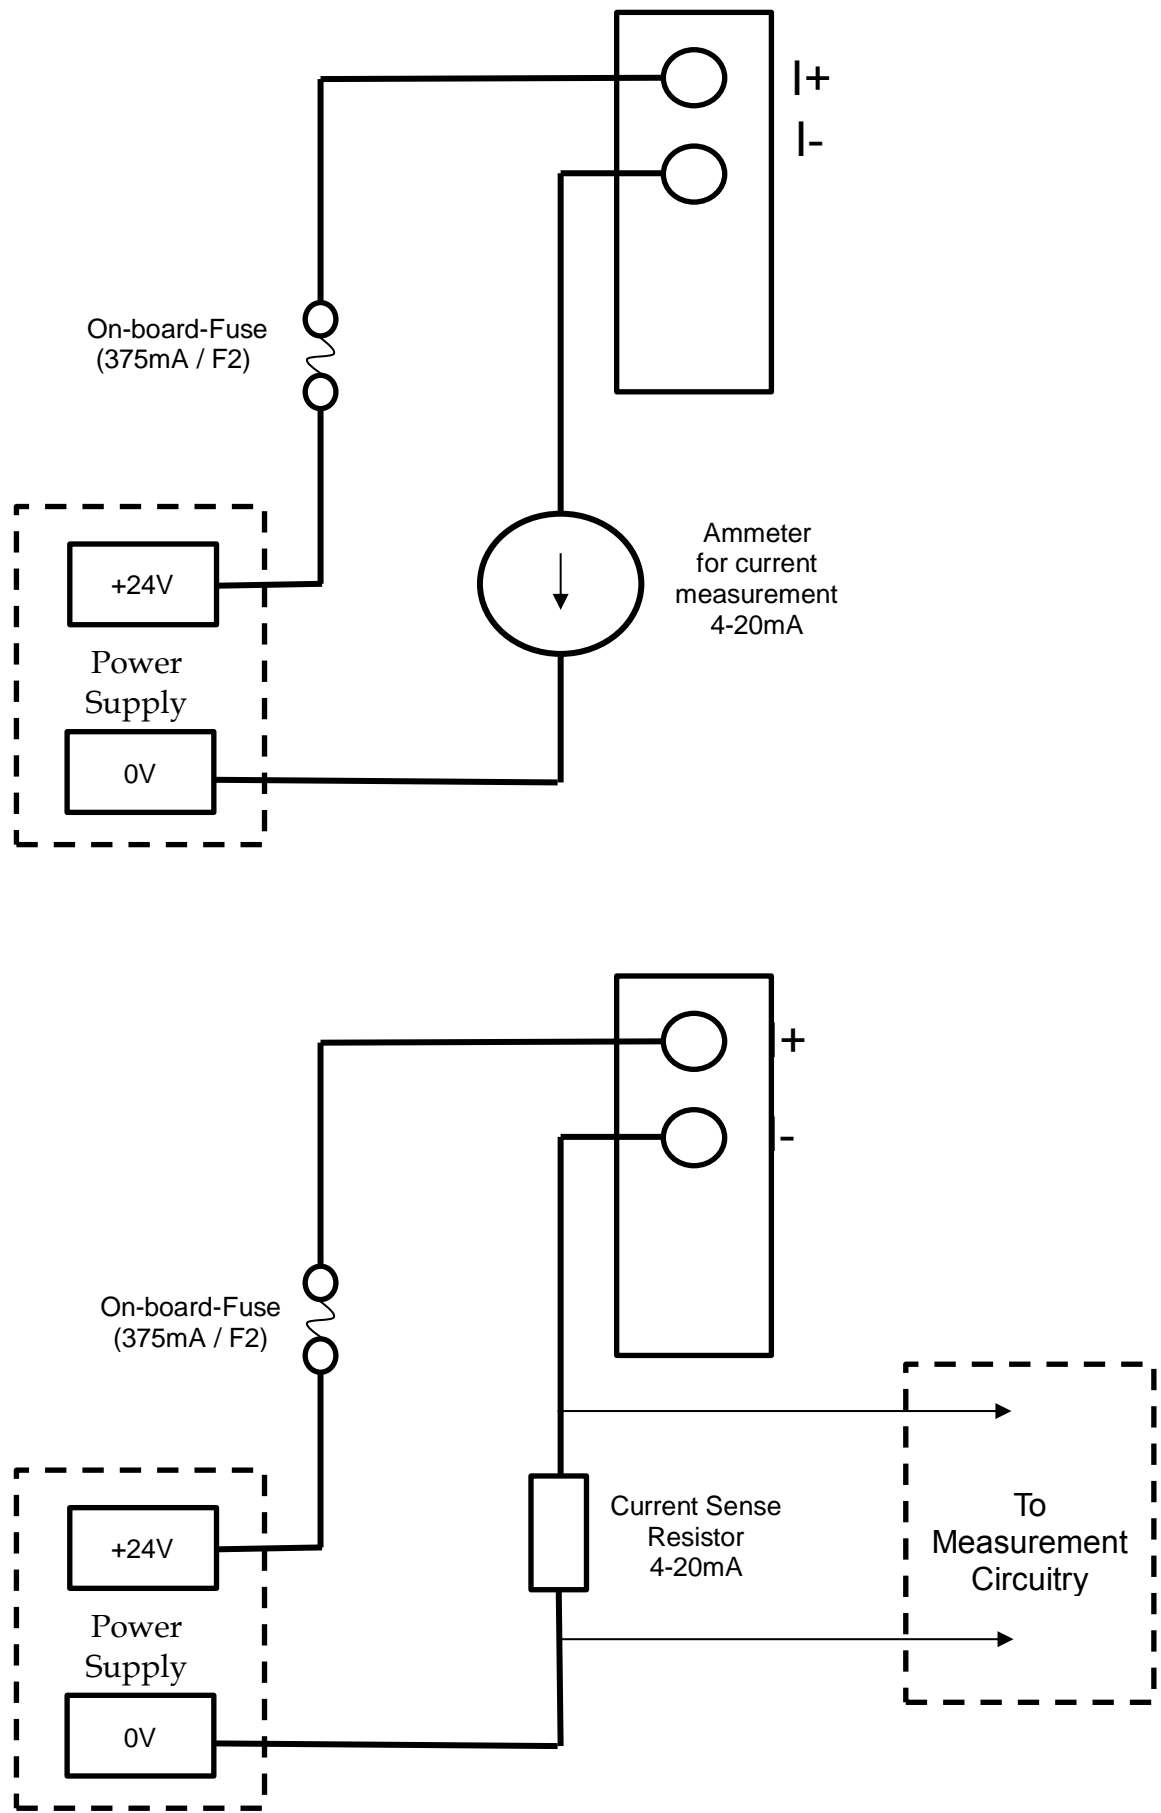 I+
I-
On-board-Fuse
(375mA / F2)
+24V
Power
Supply
0V
Ammeter
for current
measurement
4-20mA
I+
I-
On-board-Fuse
(375mA / F2)
+24V
Power
Supply
0V
Current Sense
Resistor
4-20mA
To
Measurement
Circuitry